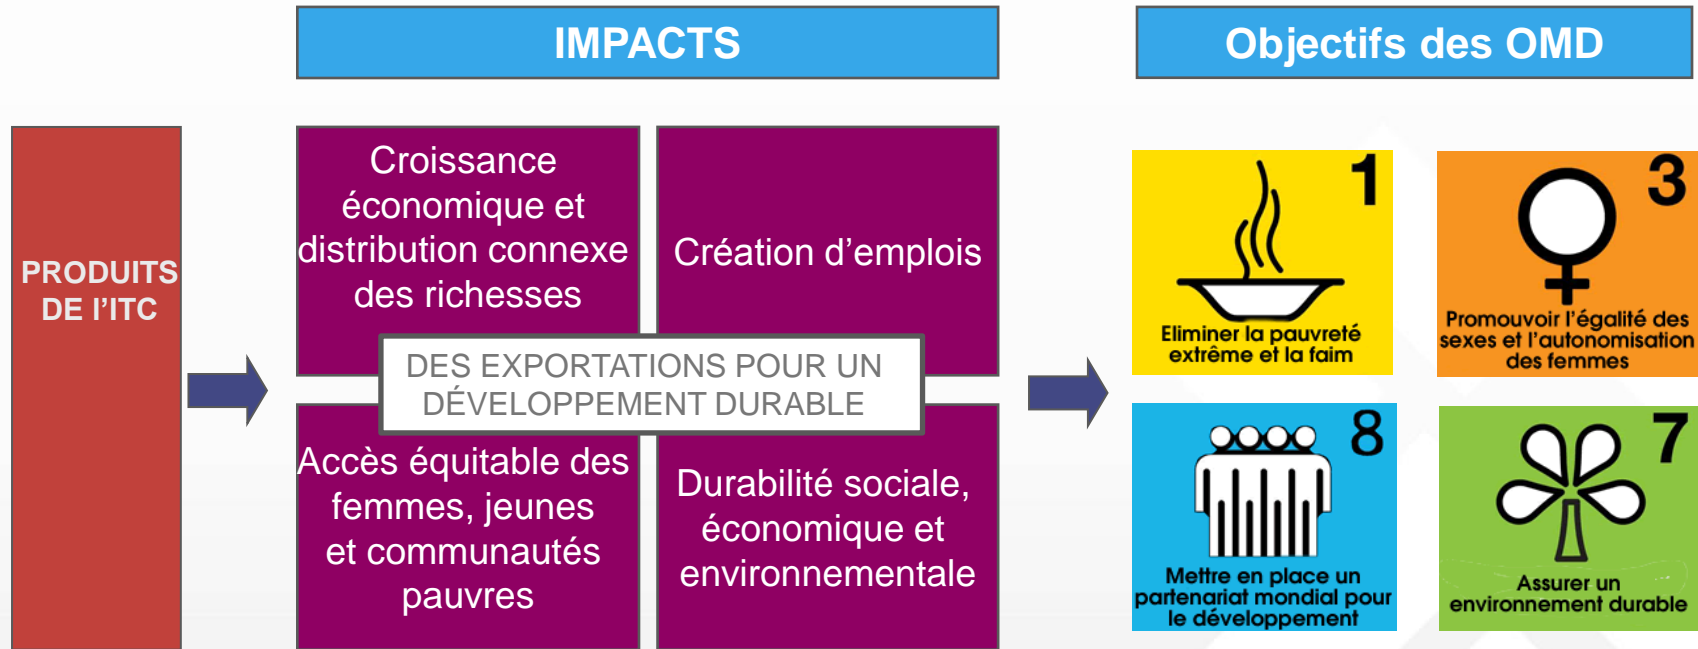 IMPACTS
Objectifs des OMD
PRODUITS
DE l'ITC
Croissance
économique et
distribution connexe
des richesses
Création d'emplois
DES EXPORTATIONS POUR UN
DÉVELOPPEMENT DURABLE
Accès équitable des
femmes, jeunes
et communautés
pauvres
Durabilité sociale,
économique et
environnementale
1
Eliminer la pauvreté
extrême et la faim
3
Promouvoir l'égalité des
sexes et l'autonomisation
des femmes
8
Mettre en place un
partenariat mondial pour
le développement
7
Assurer un
environnement durable